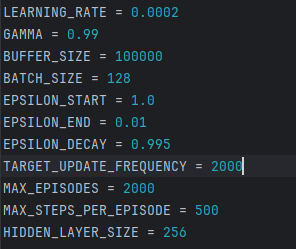 LEARNING_RATE = 0.0002
GAMMA = 0.99
BUFFER_SIZE = 100000
BATCH_SIZE = 128
EPSILON_START = 1.0
EPSILON_END = 0.01
EPSILON_DECAY = 0.995
TARGET_UPDATE_FREQUENCY = 2000
MAX_EPISODES = 2000
MAX_STEPS_PER_EPISODE = 500
HIDDEN_LAYER_SIZE = 256